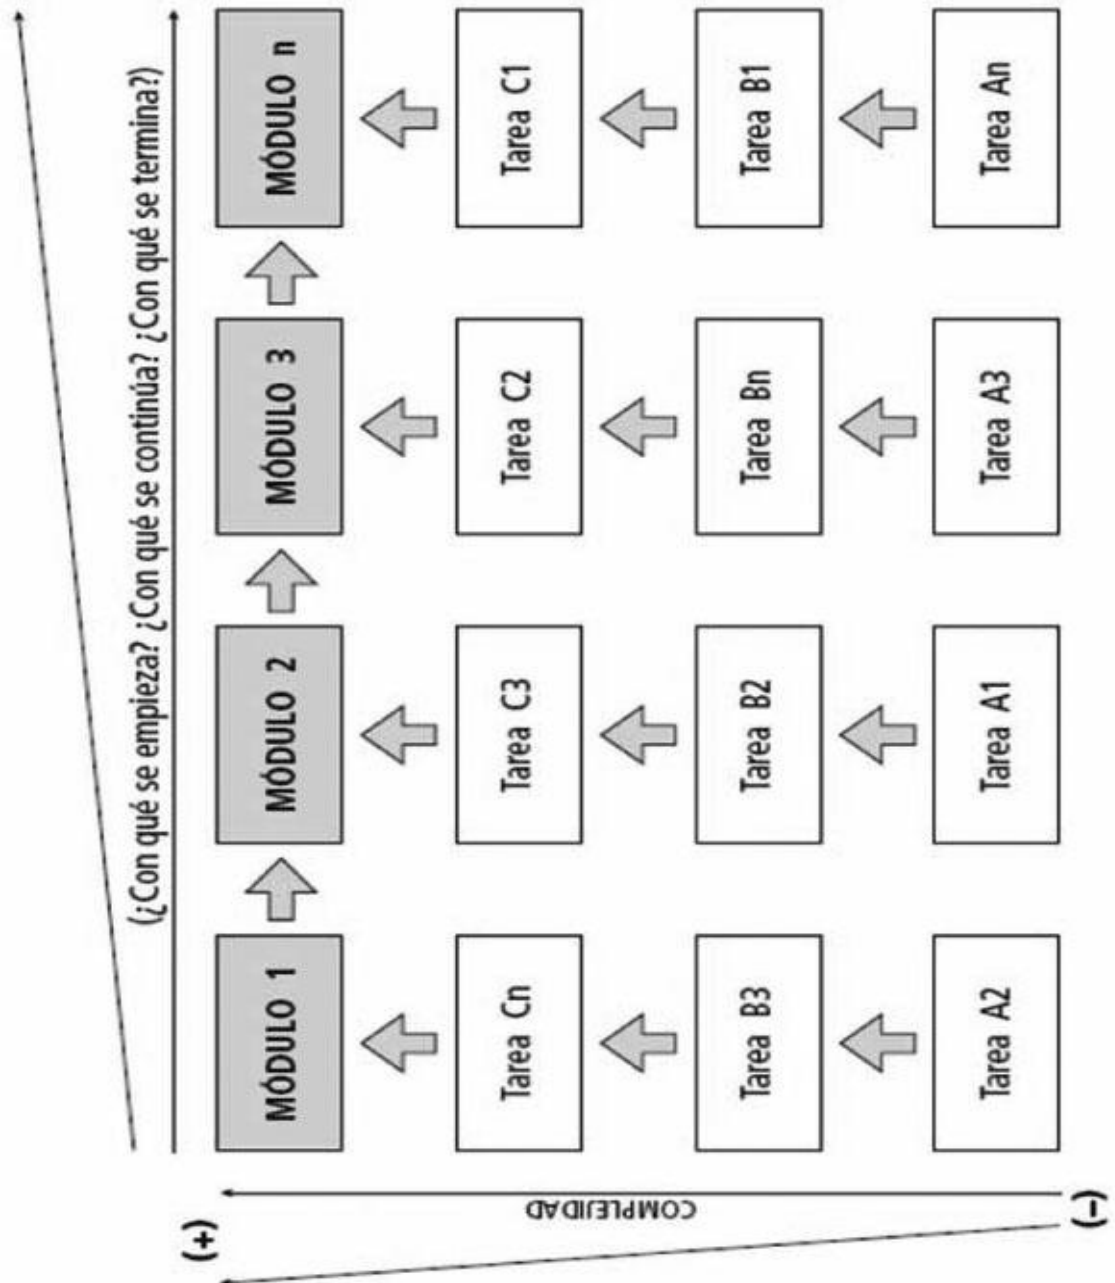 (¿Con qué se empieza? ¿Con qué se continúa? ¿Con qué se termina?)
(+)
MÓDULO 1
MÓDULO 2
MÓDULO 3
MÓDULO n
COMPLEJIDAD
Tarea Cn
Tarea C3
Tarea C2
Tarea C1
Tarea B3
Tarea B2
Tarea Bn
Tarea B1
Tarea A2
Tarea A1
Tarea A3
Tarea An
(-)